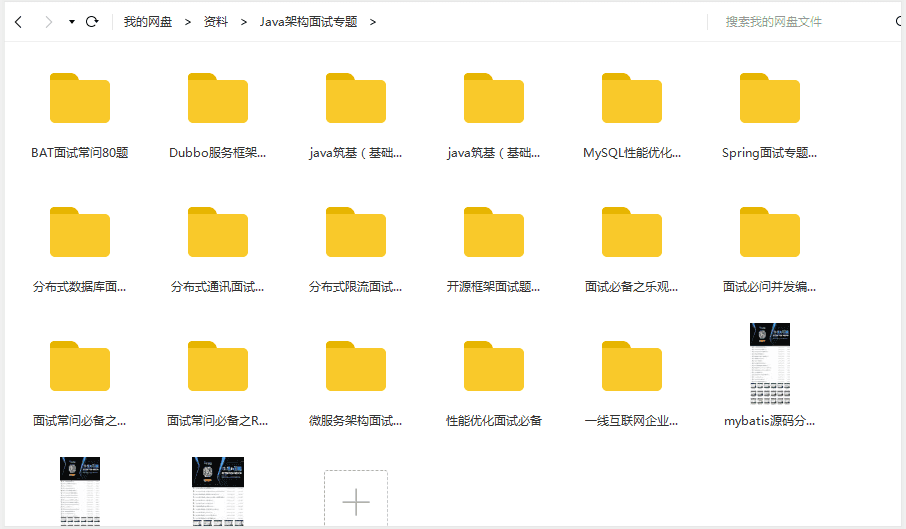 我的网盘 > 资料 > Java架构面试专题 >
搜索我的网盘文件
BAT面试常问80题
Dubbo服务框架...
java筑基（基础...
java筑基（基础...
MySQL性能优化...
Spring面试专题...
分布式数据库面...
分布式通讯面试...
分布式限流面试...
开源框架面试题...
面试必备之乐观...
面试必问并发编...
面试常问必备之...
面试常问必备之R...
微服务架构面试...
性能优化面试必备
一线互联网企业...
mybatis源码分...